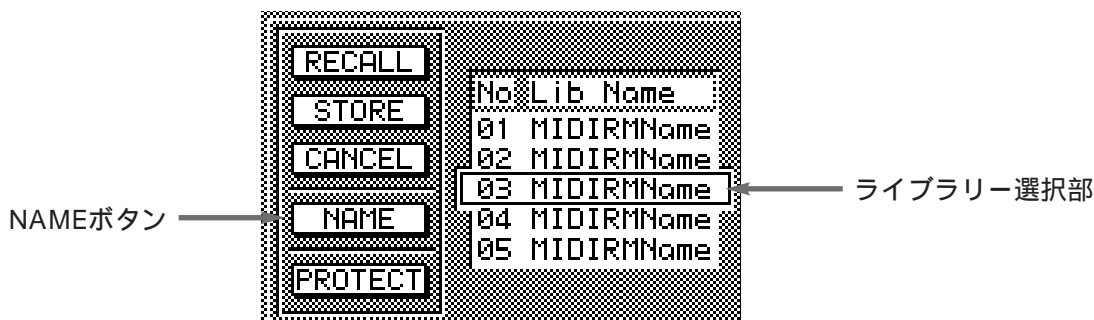 RECALL
STORE
CANCEL
NAME
PROTECT
No Lib Name
01 MIDIRMName
02 MIDIRMName
03 MIDIRMName
04 MIDIRMName
05 MIDIRMName
NAMEボタン
ライブラリー選択部